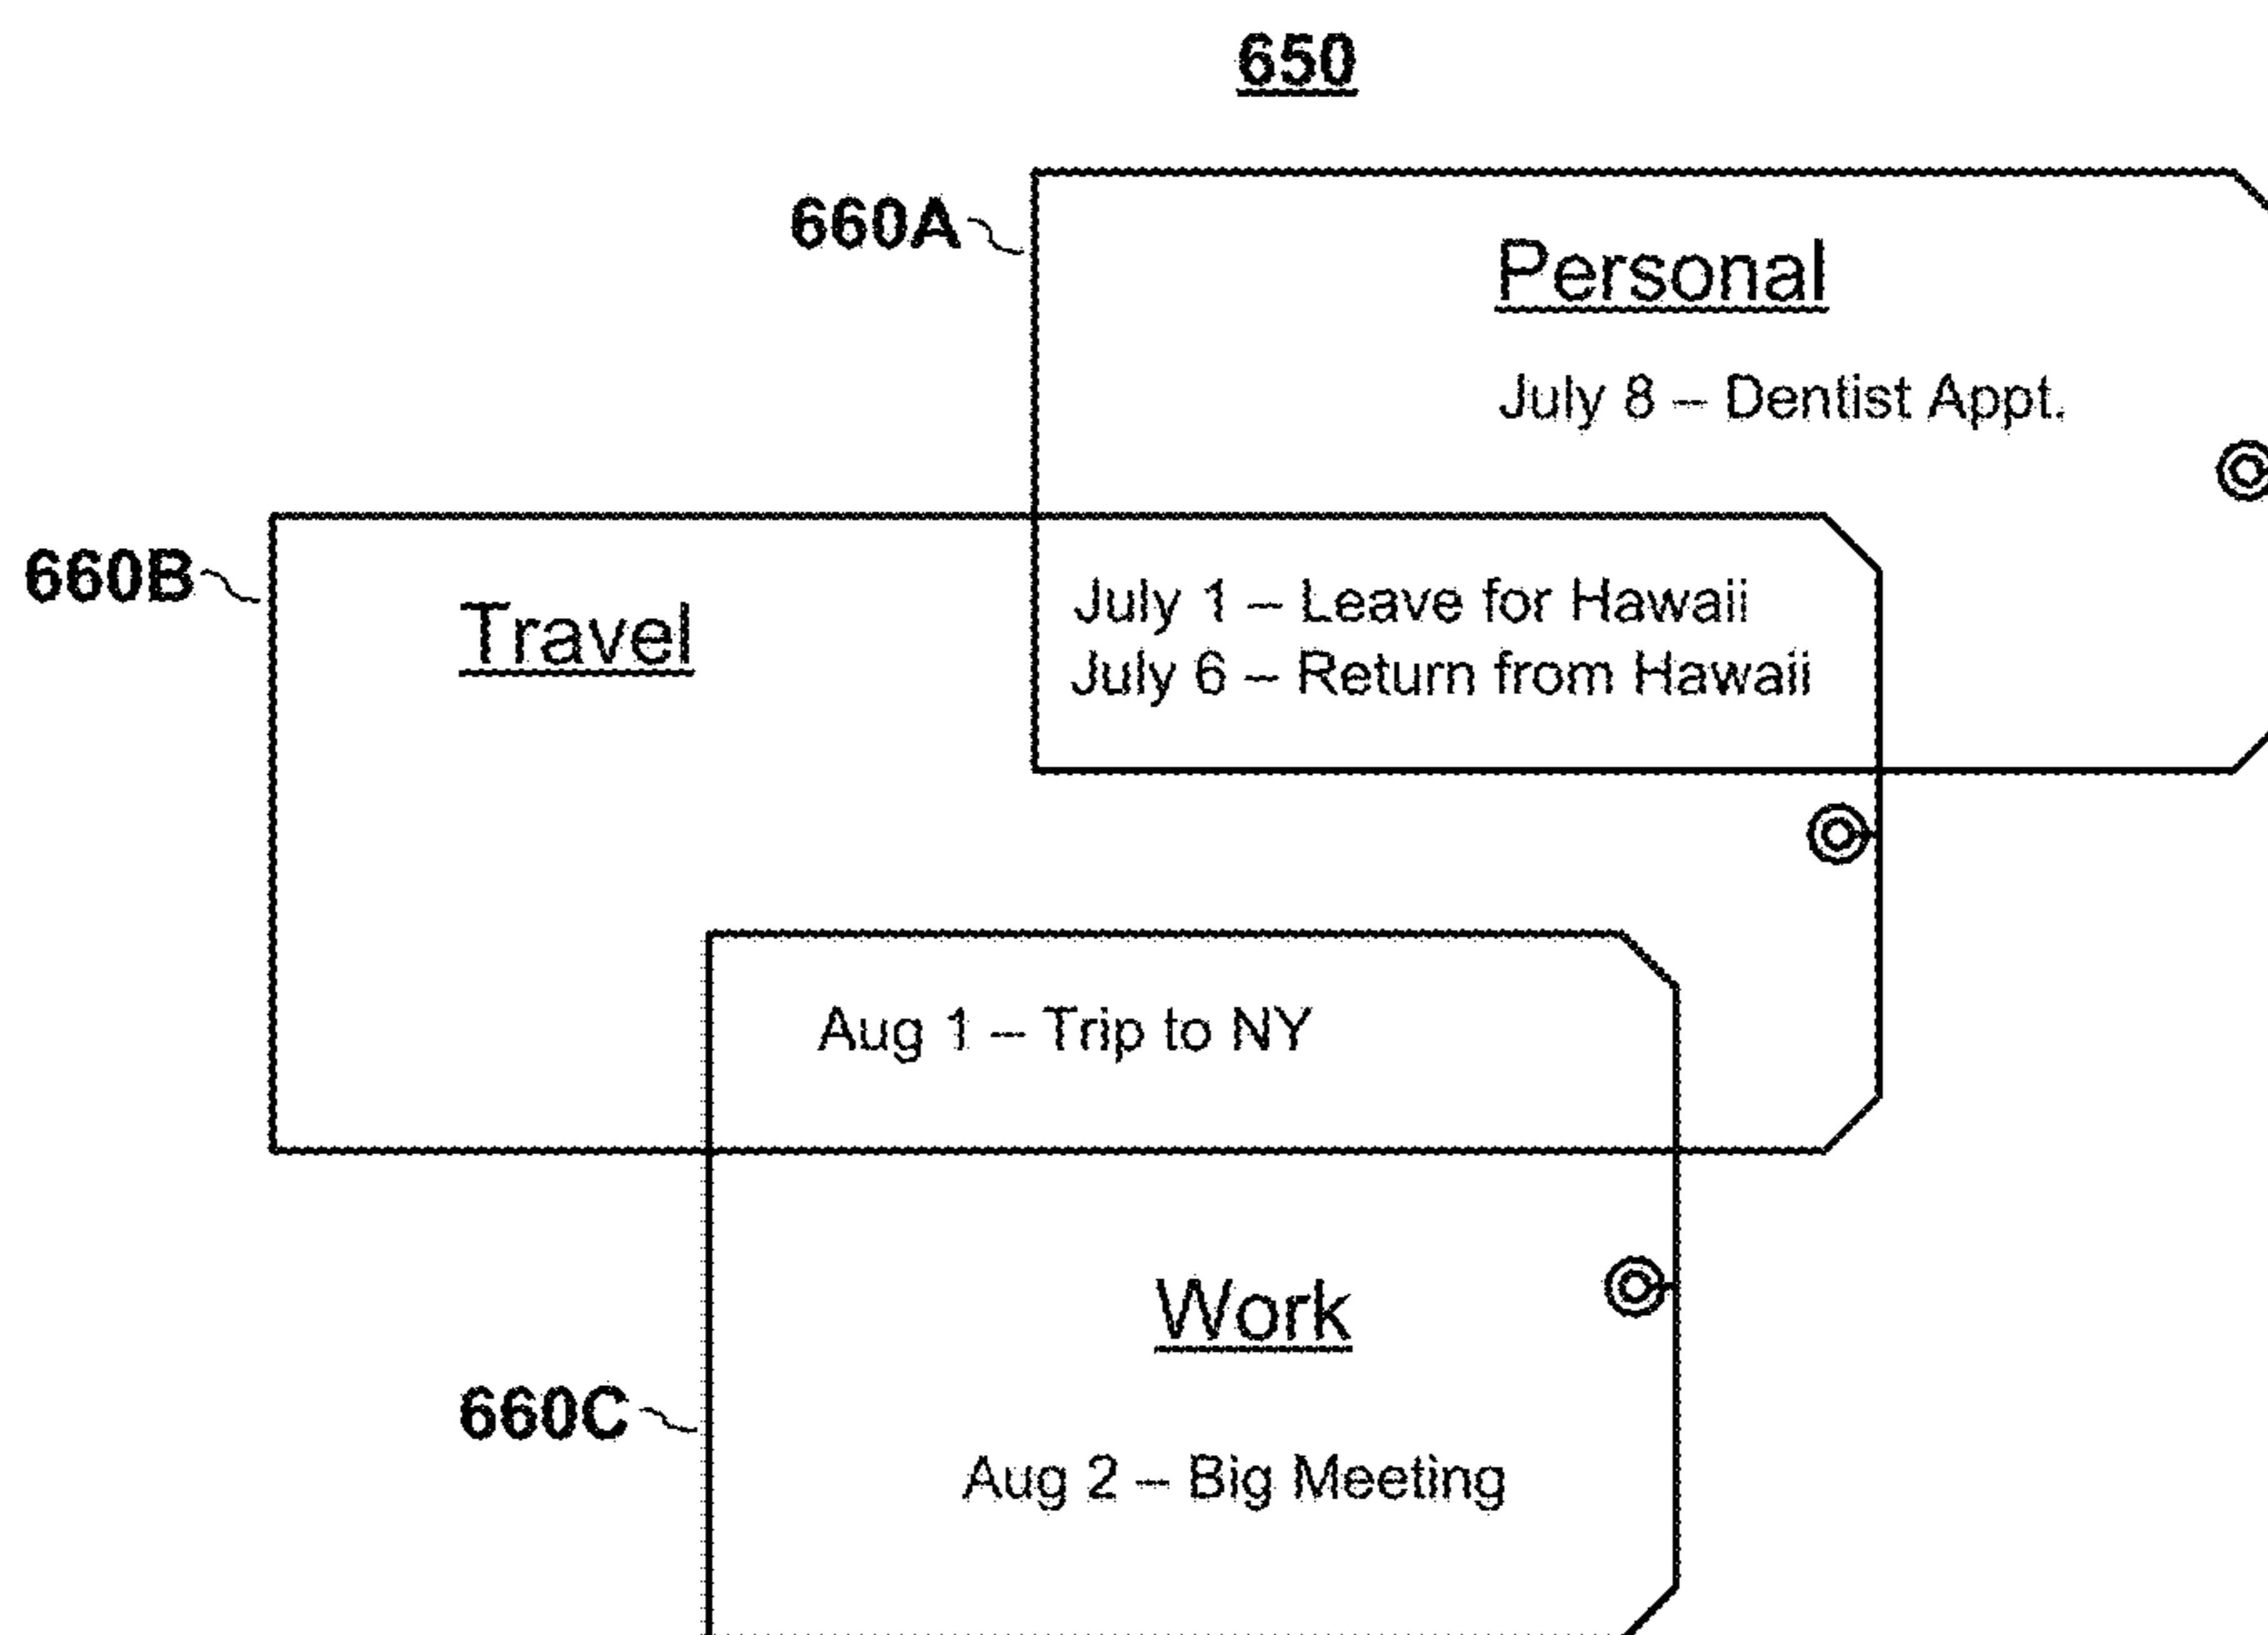 650
660A
Personal
July 8 – Dentist Appt.
660B
Travel
July 1 – Leave for Hawaii
July 6 – Return from Hawaii
Aug 1 – Trip to NY
Work
660C
Aug 2 – Big Meeting